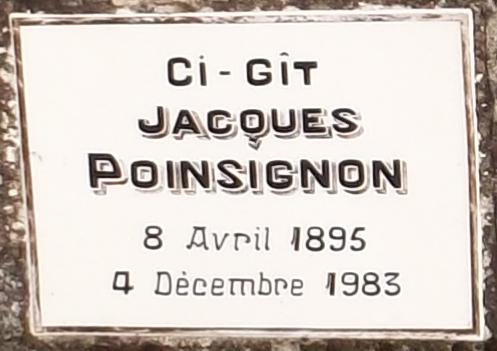 Ci - GÎT
JACQUES
POINSIGNON
8 Avril 1895
4 Décembre 1983